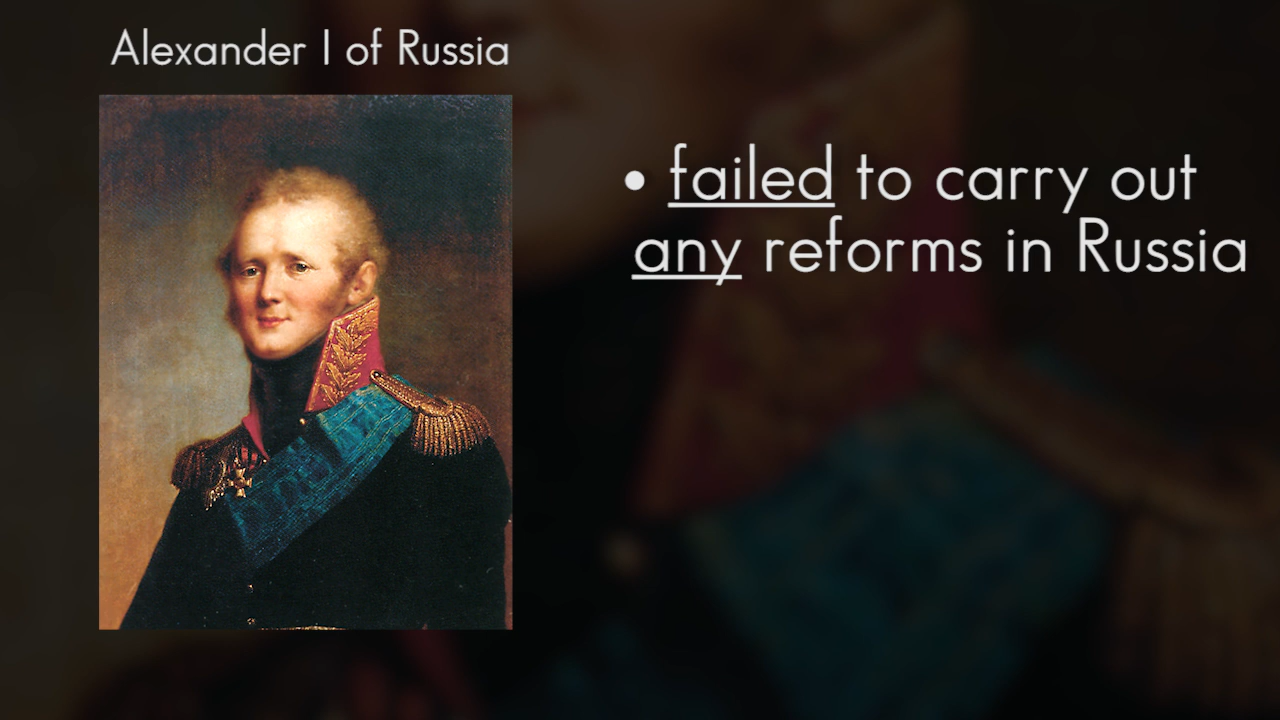 Alexander I of Russia
• failed to carry out
any reforms in Russia